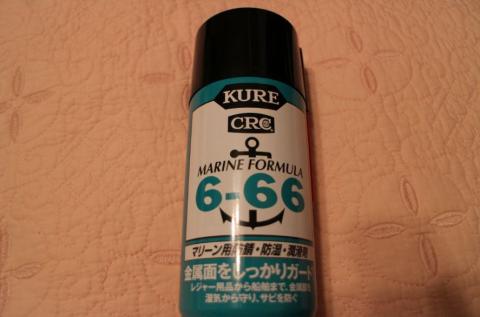 KURE
CRC
MARINE FORMULA
6-66
マリーン用防錆・防湿・潤滑剤
金属面をしっかりガード
レジャー用品から船舶まで、金属面を
湿気から守り、サビを防ぐ